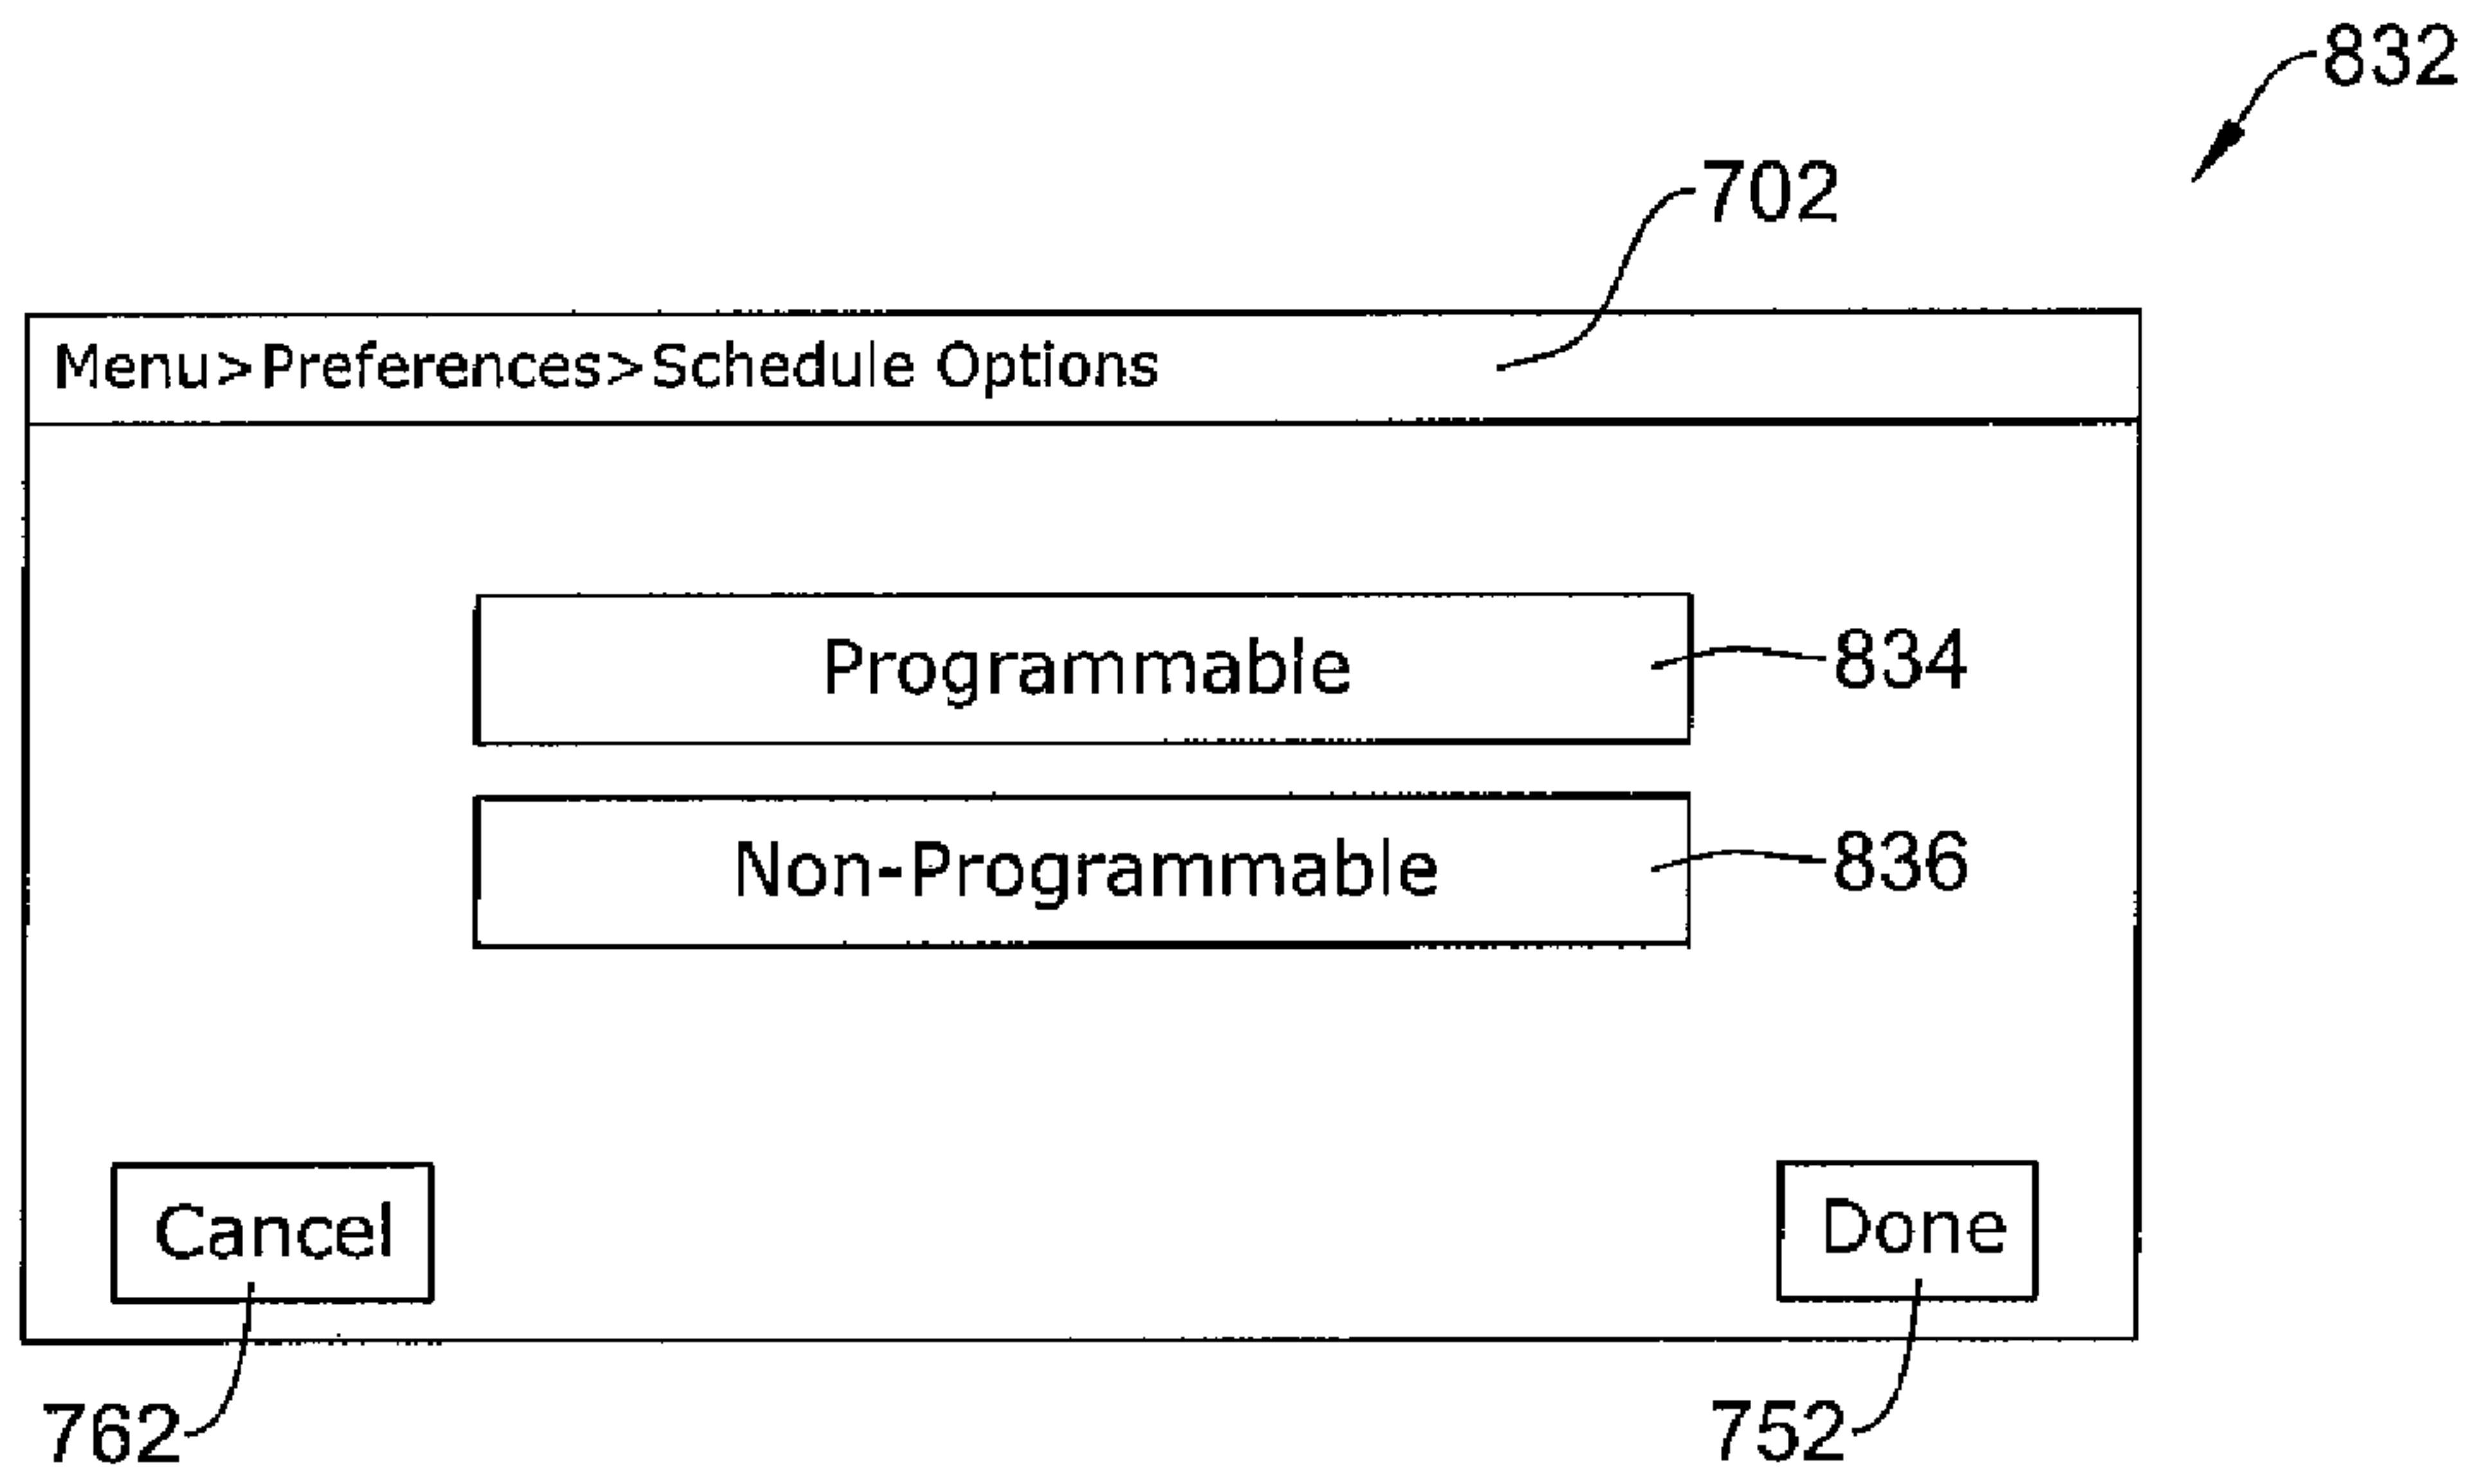 832
702
Menu>Preferences>Schedule Options
Programmable
834
Non-Programmable
836
Cancel
Done
762
752